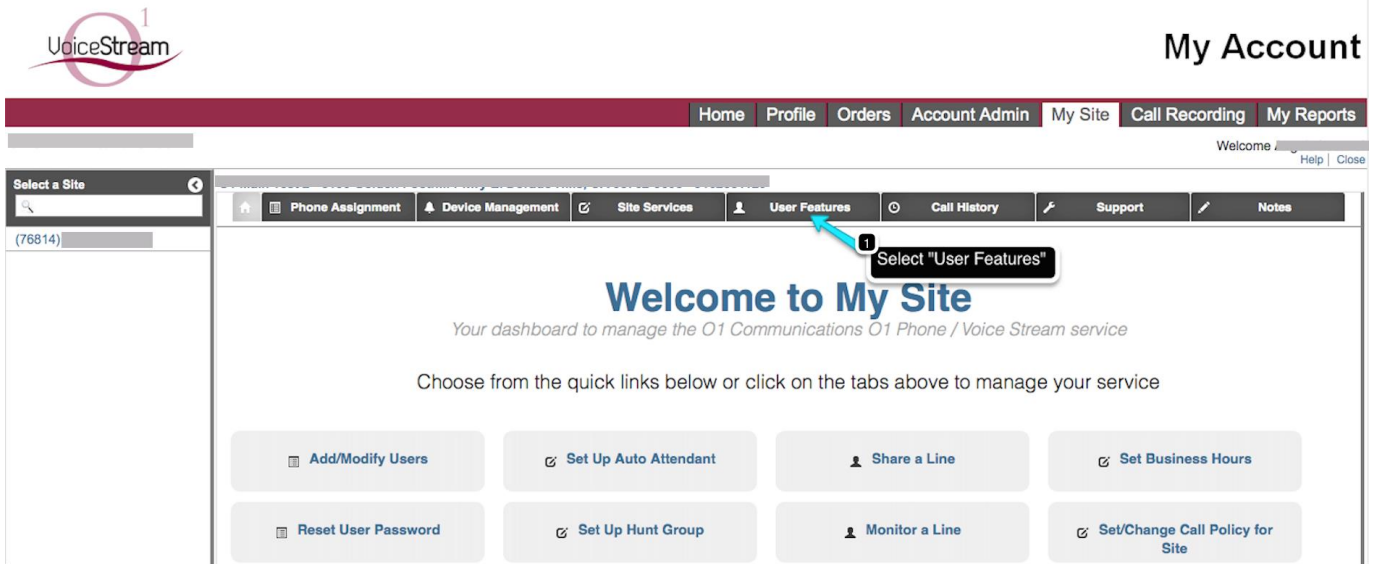 1
VoiceStream
My Account
Home Profile Orders Account Admin My Site Call Recording My Reports
Welcome
Help | Close
Select a Site
(76814)
Phone Assignment Device Management Site Services User Features Call History Support Notes
1
Select "User Features"
Welcome to My Site
Your dashboard to manage the O1 Communications O1 Phone / Voice Stream service
Choose from the quick links below or click on the tabs above to manage your service
Add/Modify Users Set Up Auto Attendant Share a Line Set Business Hours
Reset User Password Set Up Hunt Group Monitor a Line Set/Change Call Policy for
Site